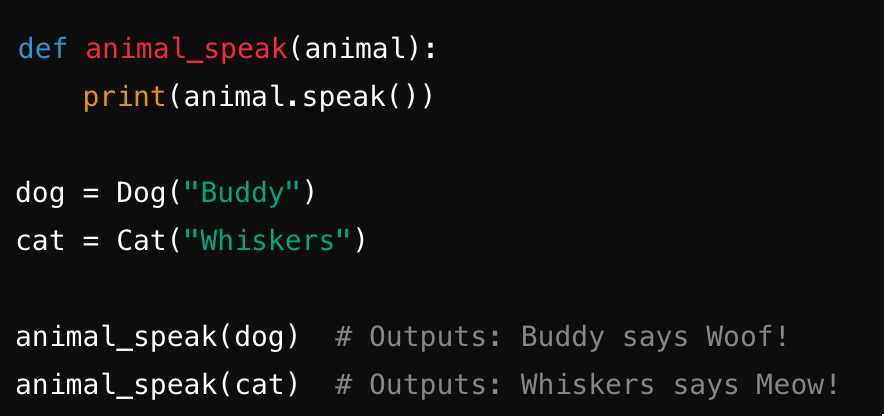 def animal_speak(animal):
    print(animal.speak())
dog = Dog("Buddy")
cat = Cat("Whiskers")
animal_speak(dog)  # Outputs: Buddy says Woof!
animal_speak(cat)  # Outputs: Whiskers says Meow!